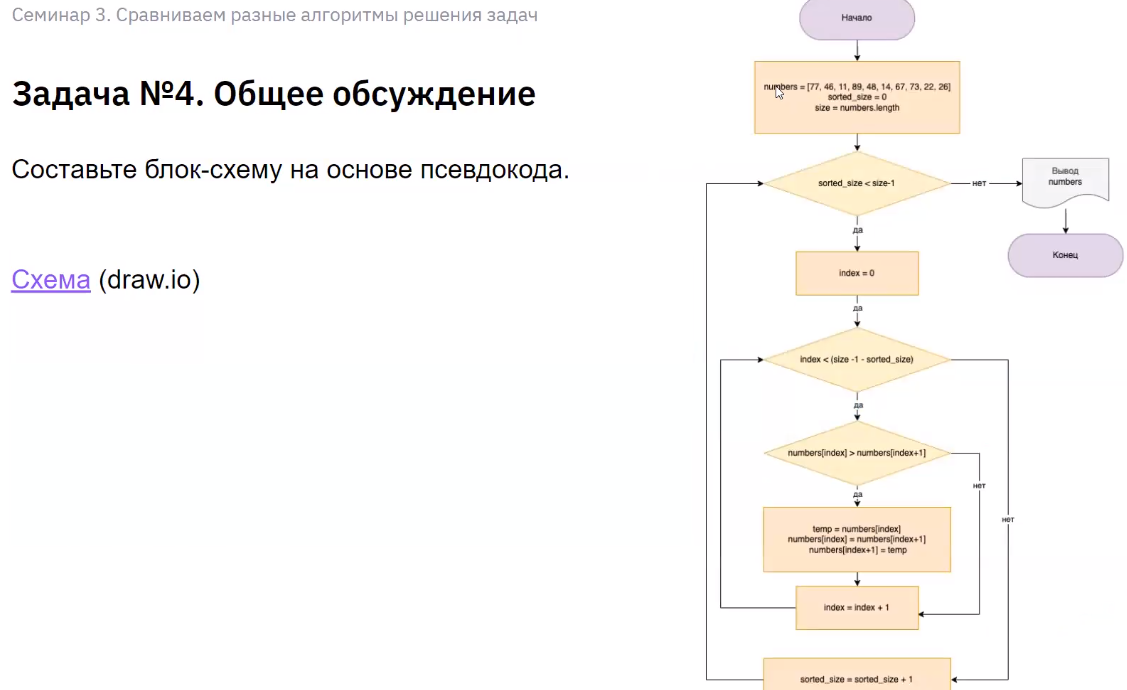 Семинар 3. Сравниваем разные алгоритмы решения задач
Задача №4. Общее обсуждение
Составьте блок-схему на основе псевдокода.
Схема (draw.io)
Начало
numbers = [77, 46, 11, 89, 48, 14, 67, 73, 22, 26]
sorted_size = 0
size = numbers.length
sorted_size < size-1
нет
Вывод
numbers
Конец
да
index = 0
да
index < (size -1 - sorted_size)
да
numbers[index] > numbers[index+1]
нет
да
нет
temp = numbers[index]
numbers[index] = numbers[index+1]
numbers[index+1] = temp
index = index + 1
sorted_size = sorted_size + 1